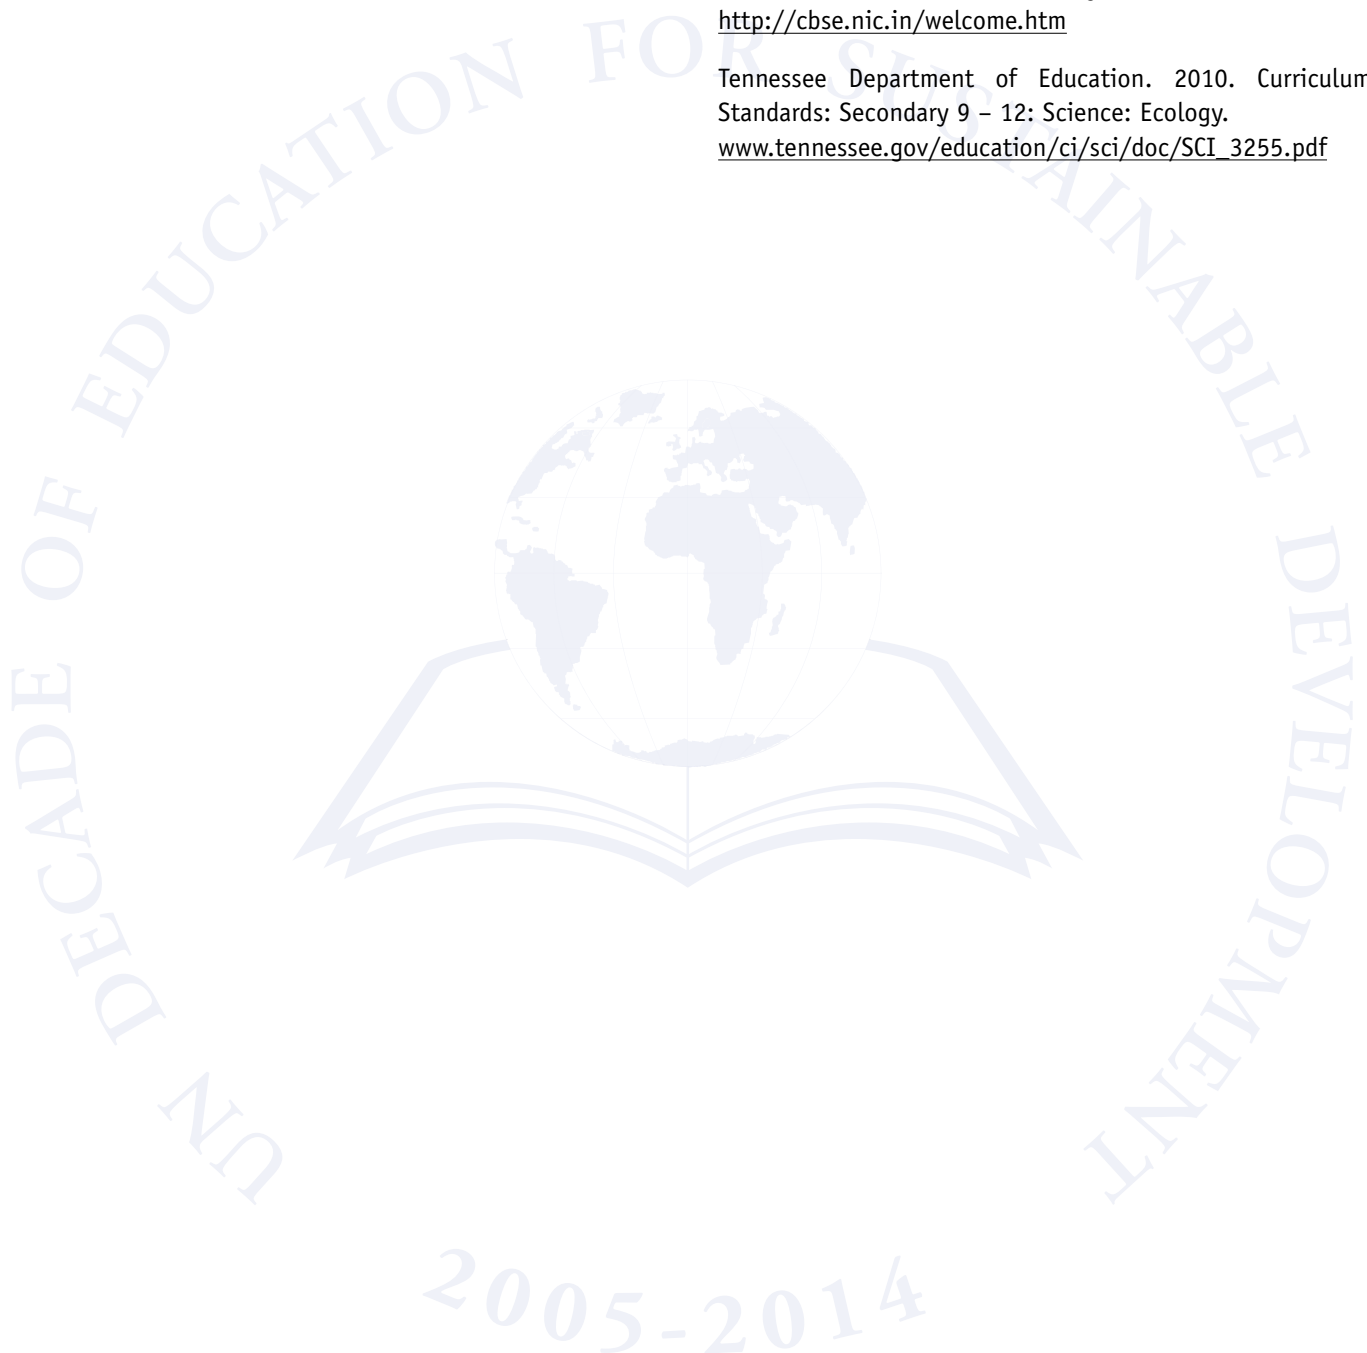 http://cbse.nic.in/welcome.htm
Tennessee Department of Education. 2010. Curriculum
Standards: Secondary 9 – 12: Science: Ecology.
www.tennessee.gov/education/ci/sci/doc/SCI_3255.pdf
UN DECADE OF EDUCATION FOR SUSTAINABLE DEVELOPMENT
2005-2014